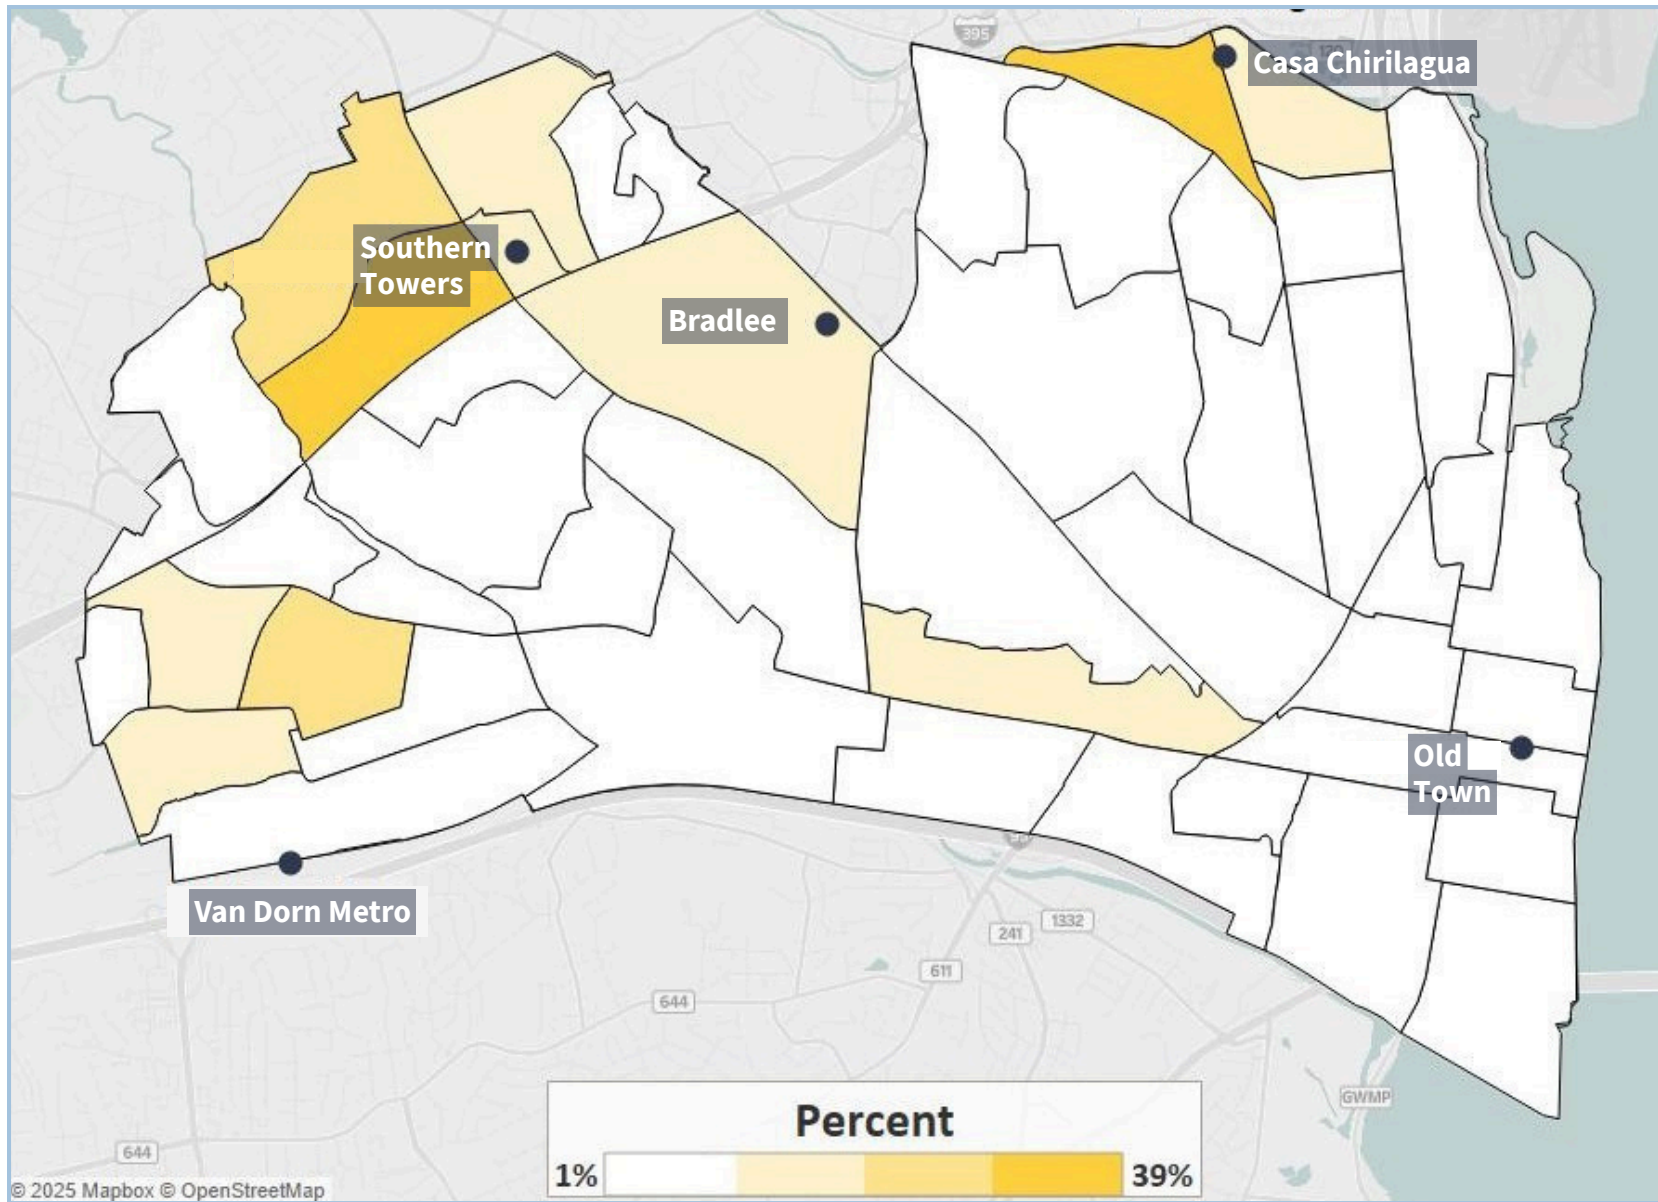 395
Casa Chirilagua
Southern
Towers
Bradlee
Old
Town
Van Dorn Metro
1332
241
611
644
GWMP
644
Percent
1%
39%
© 2025 Mapbox © OpenStreetMap